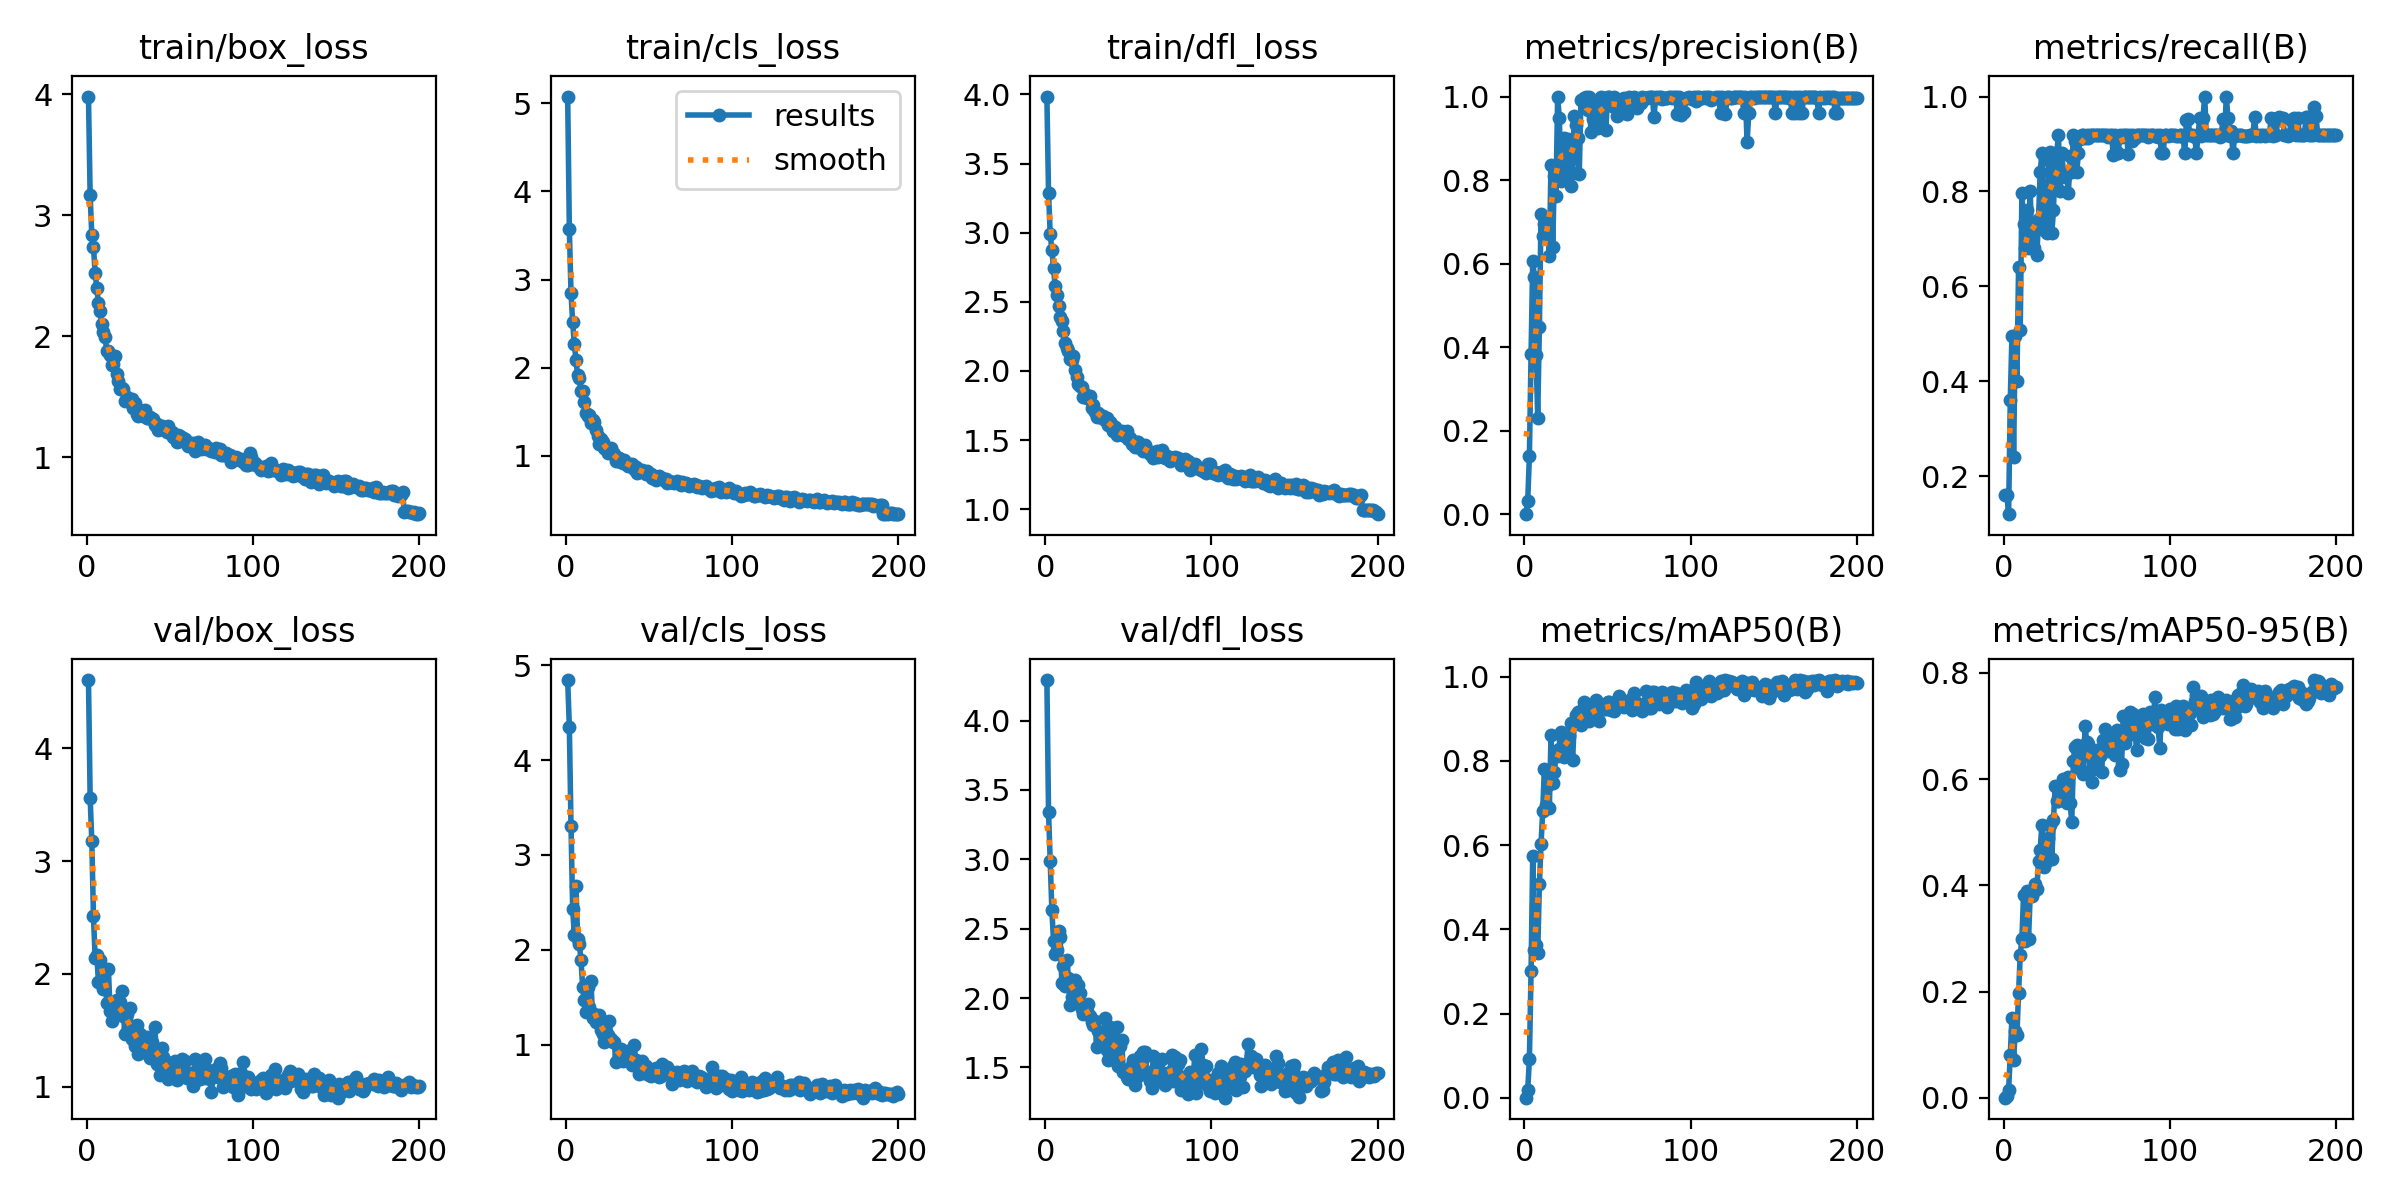 train/box_loss
train/cls_loss
train/dfl_loss
metrics/precision(B)
metrics/recall(B)
4
3
2
1
0 100 200
5
4
3
2
1
0 100 200
results
smooth
4.0
3.5
3.0
2.5
2.0
1.5
1.0
0 100 200
1.0
0.8
0.6
0.4
0.2
0.0
0 100 200
1.0
0.8
0.6
0.4
0.2
0 100 200
val/box_loss
val/cls_loss
val/dfl_loss
metrics/mAP50(B)
metrics/mAP50-95(B)
4
3
2
1
0 100 200
5
4
3
2
1
0 100 200
4.0
3.5
3.0
2.5
2.0
1.5
0 100 200
1.0
0.8
0.6
0.4
0.2
0.0
0 100 200
0.8
0.6
0.4
0.2
0.0
0 100 200